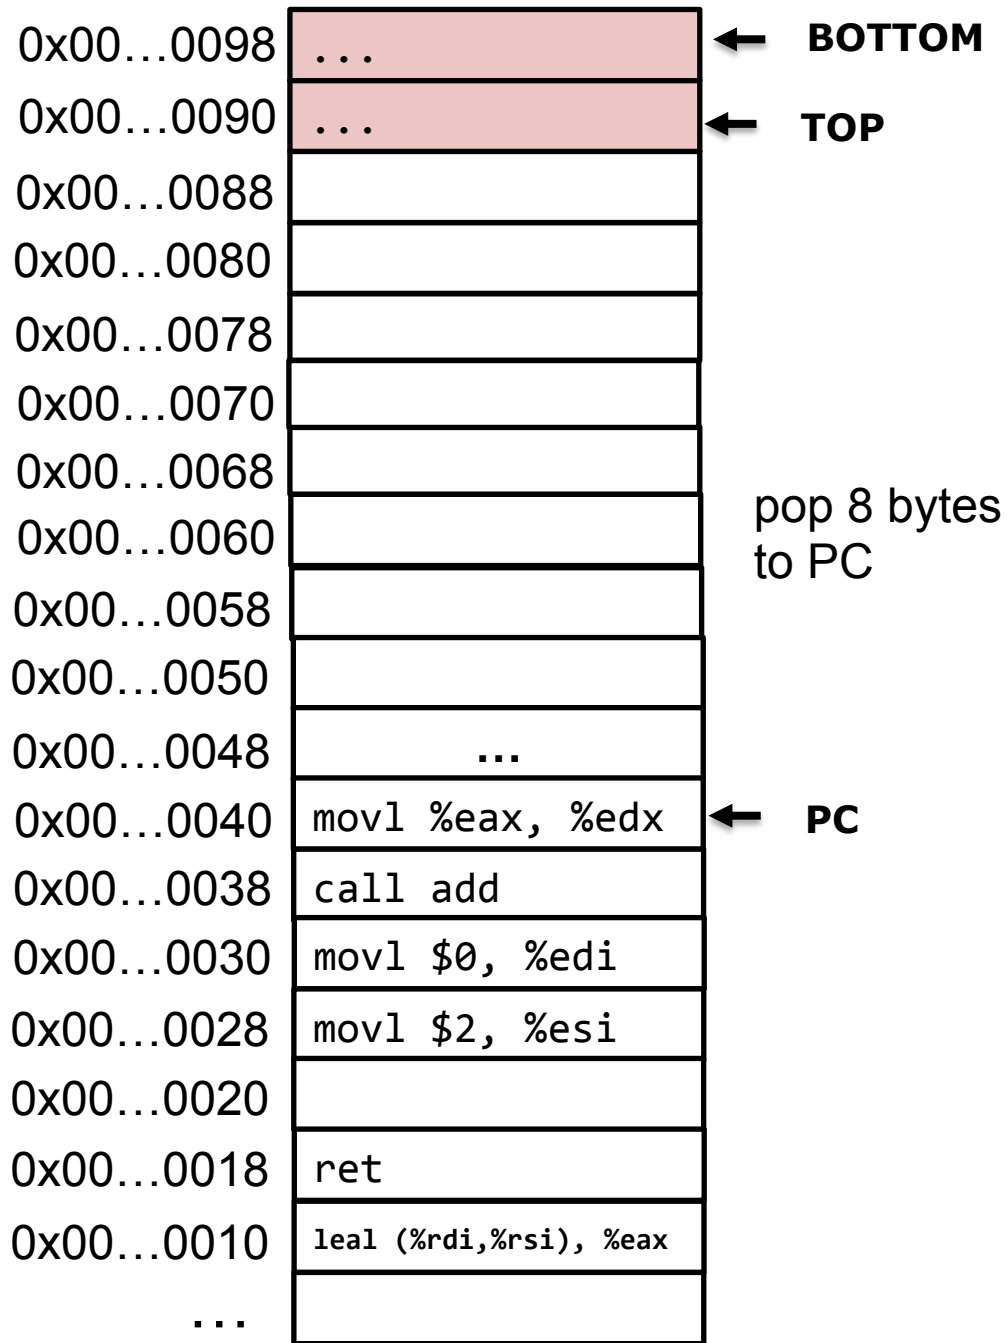 0x00...0098 ... BOTTOM
0x00...0090 ... TOP
0x00...0088
0x00...0080
0x00...0078
0x00...0070
0x00...0068
0x00...0060
pop 8 bytes
to PC
0x00...0058
0x00...0050
0x00...0048 ...
0x00...0040 movl %eax, %edx PC
0x00...0038 call add
0x00...0030 movl $0, %edi
0x00...0028 movl $2, %esi
0x00...0020
0x00...0018 ret
0x00...0010 leal (%rdi,%rsi), %eax
...